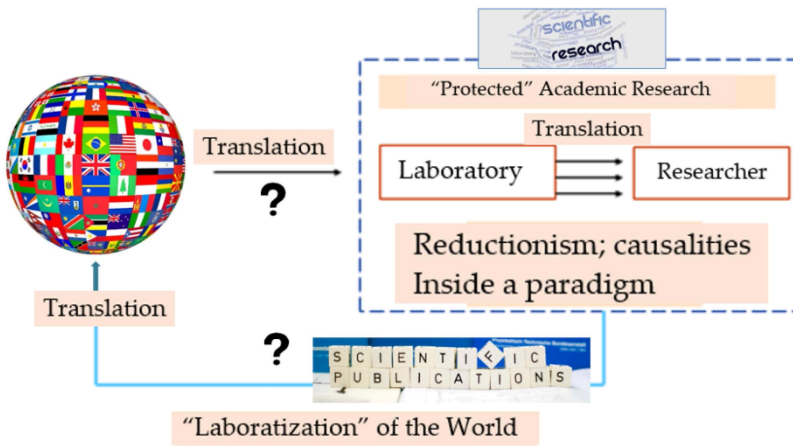 scientific
research
“Protected” Academic Research
Translation
Laboratory
Researcher
Translation
?
Reductionism; causalities
Inside a paradigm
Translation
?
SCIENTIFIC
PUBLICATIONS
“Laboratization” of the World